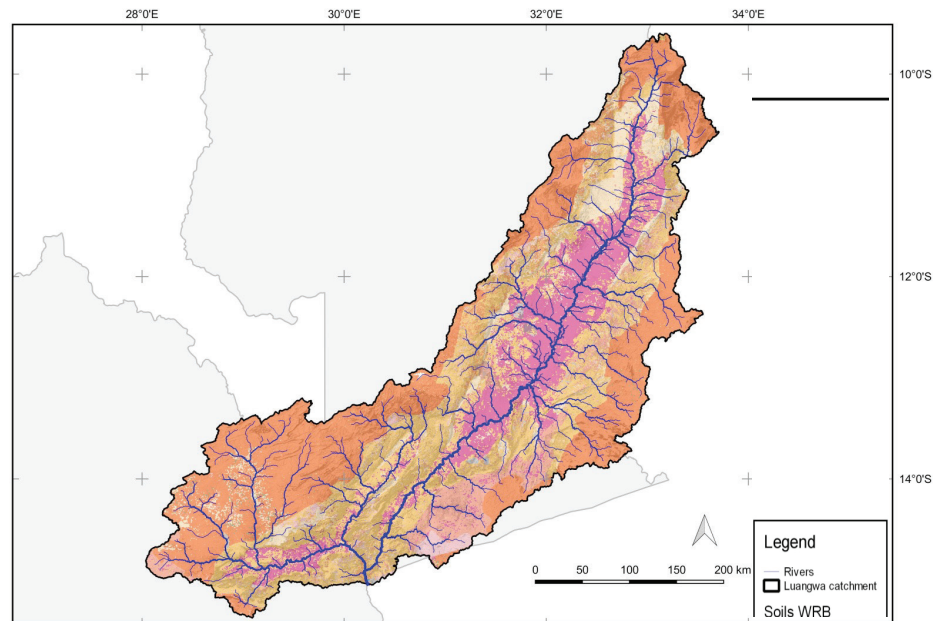 28°0'E 30°0'E 32°0'E 34°0'E
10°S
12°0'S
14°0'S
0 50 100 150 200 km
Legend
Rivers
Luangwa catchment
Soils WRB